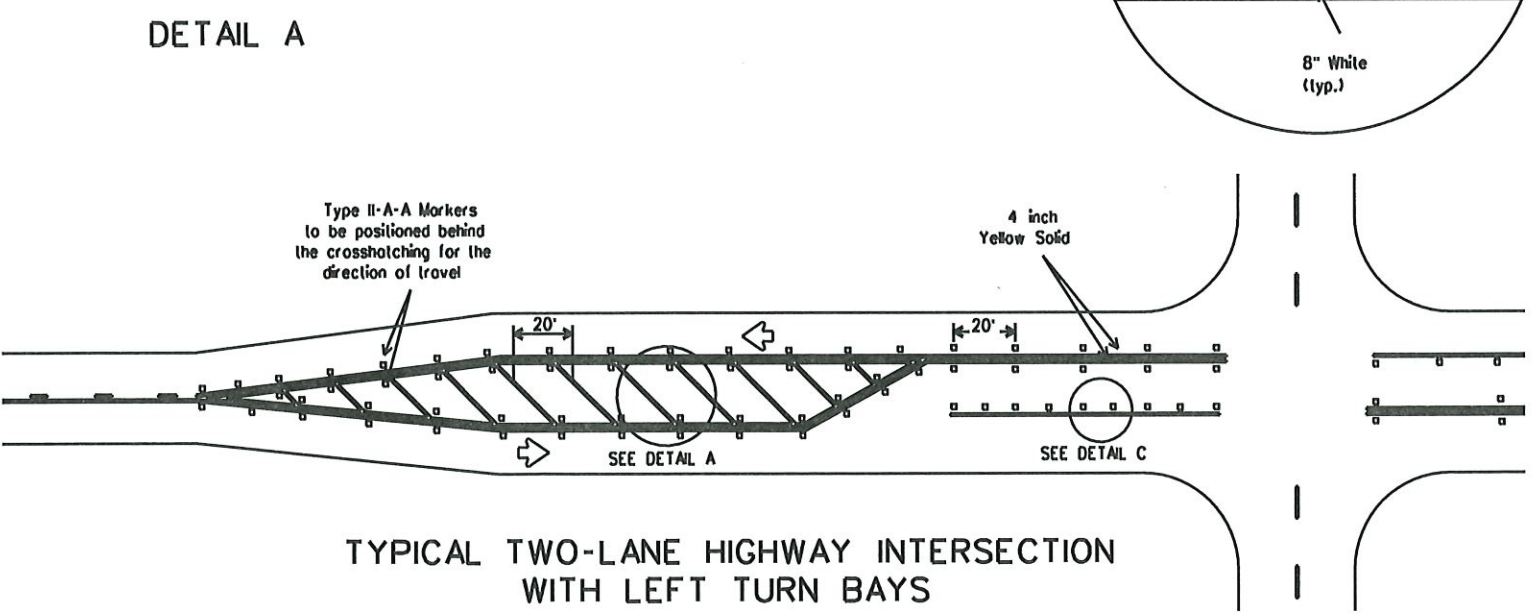 DETAIL A
8" White
(typ.)
Type II-A-A Markers
to be positioned behind
the crosshatching for the
direction of travel
4 inch
Yellow Solid
20'
20'
SEE DETAIL A
SEE DETAIL C
TYPICAL TWO-LANE HIGHWAY INTERSECTION
WITH LEFT TURN BAYS